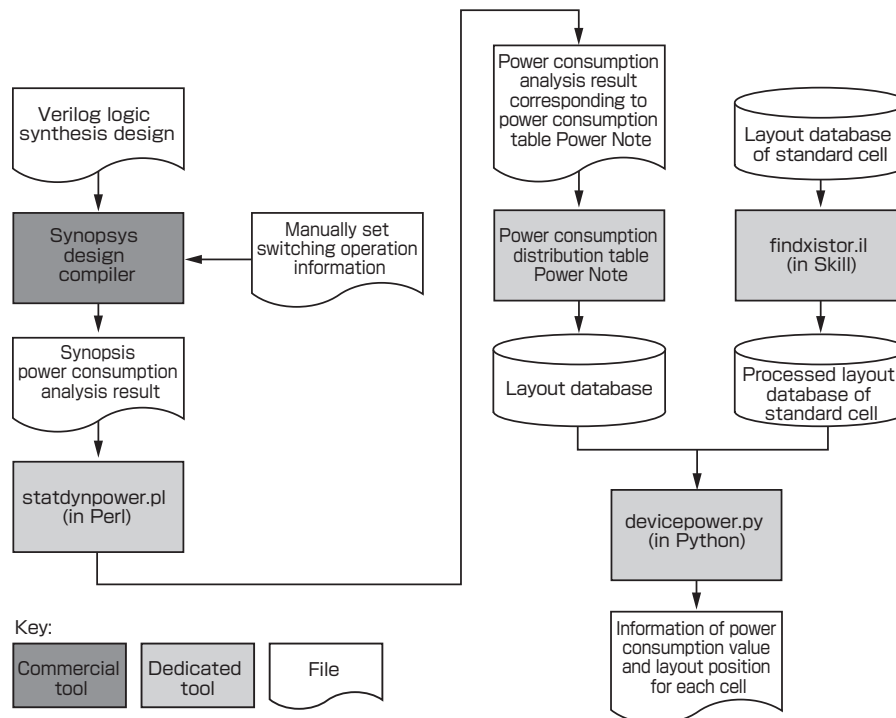 Verilog logic
synthesis design
Synopsys
design
compiler
Manually set
switching operation
information
Synopsis
power consumption
analysis result
statdynpower.pl
(in Perl)
Power consumption
analysis result
corresponding to
power consumption
table Power Note
Power consumption
distribution table
Power Note
Layout database
Layout database
of standard cell
findxistor.il
(in Skill)
Processed layout
database of
standard cell
devicepower.py
(in Python)
Information of power
consumption value
and layout position
for each cell
Key:
Commercial
tool
Dedicated
tool
File